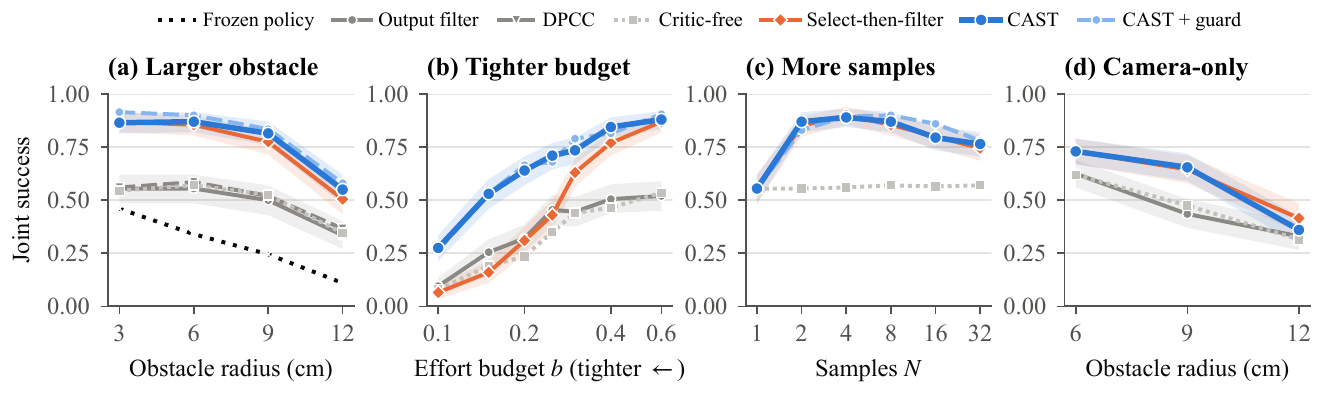 Frozen policy Output filter DPCC Critic-free Select-then-filter CAST CAST + guard
(a) Larger obstacle
(b) Tighter budget
(c) More samples
(d) Camera-only
Joint success
1.00
0.75
0.50
0.25
0.00
3 6 9 12
Obstacle radius (cm)
1.00
0.75
0.50
0.25
0.00
0.1 0.2 0.4 0.6
Effort budget b (tighter ←)
1.00
0.75
0.50
0.25
0.00
1 2 4 8 16 32
Samples N
1.00
0.75
0.50
0.25
0.00
6 9 12
Obstacle radius (cm)